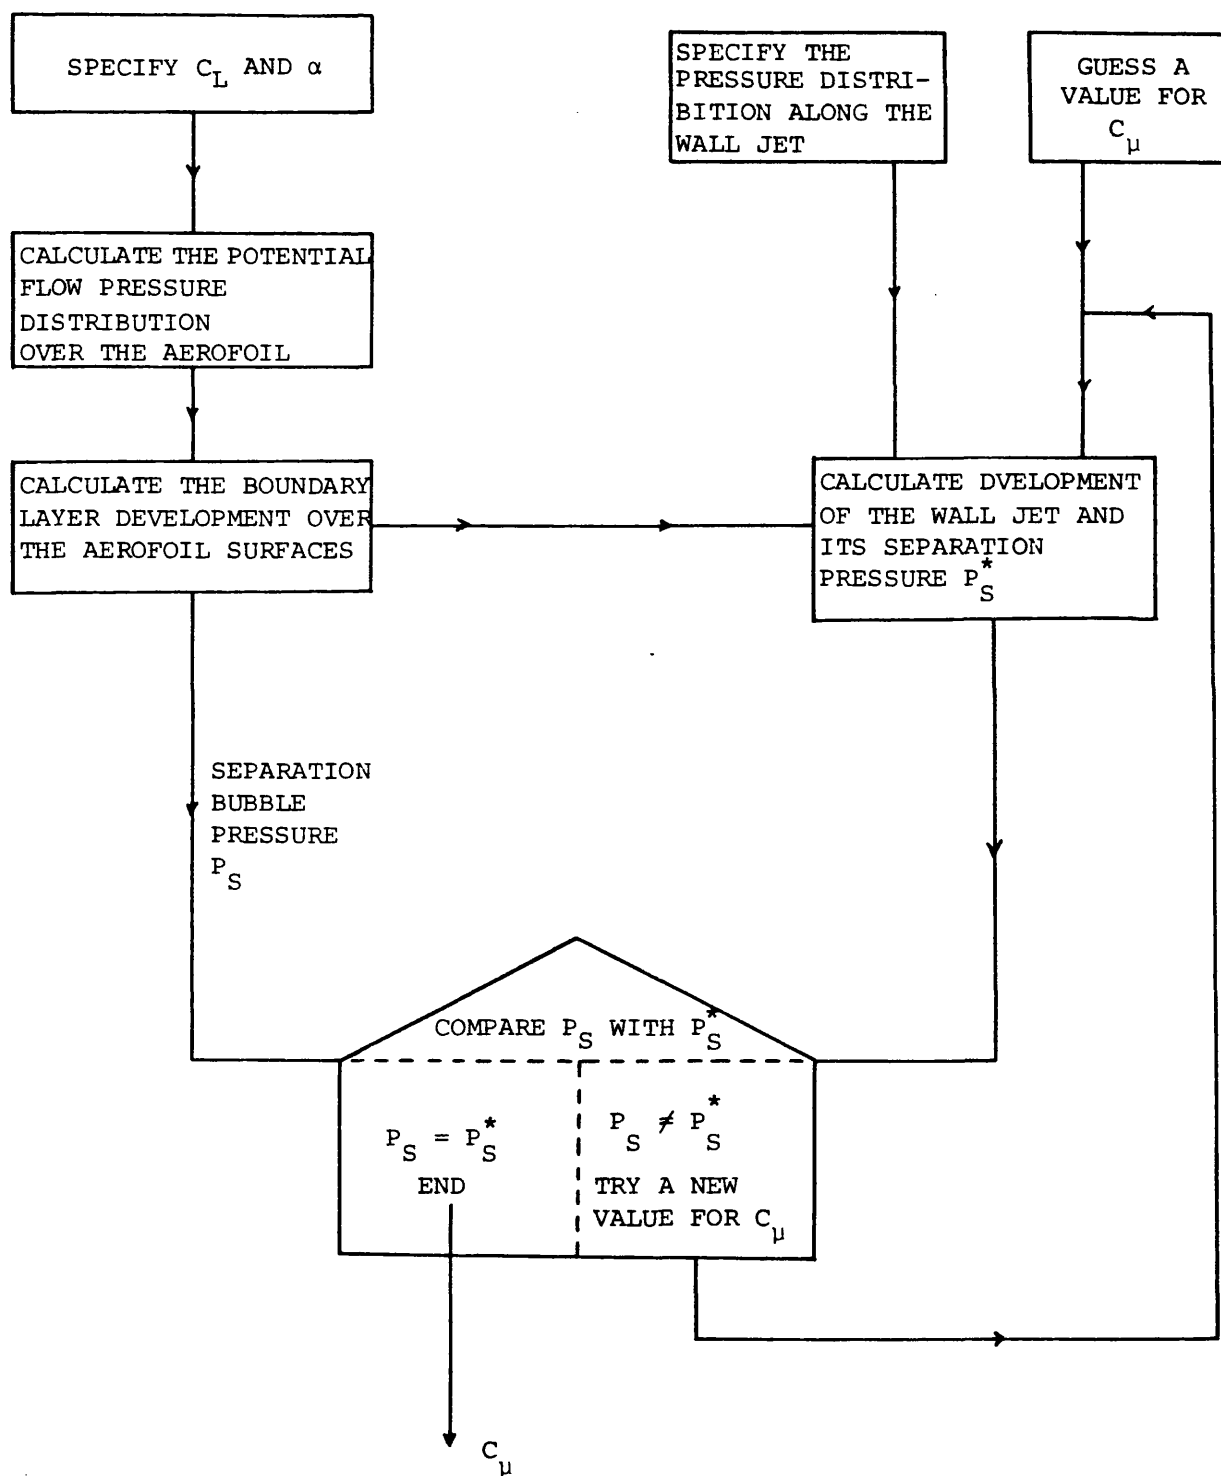 SPECIFY C_L AND α
SPECIFY THE
PRESSURE DISTRI-
BITION ALONG THE
WALL JET
GUESS A
VALUE FOR
C_μ
CALCULATE THE POTENTIAL
FLOW PRESSURE
DISTRIBUTION
OVER THE AEROFOIL
CALCULATE THE BOUNDARY
LAYER DEVELOPMENT OVER
THE AEROFOIL SURFACES
CALCULATE DVELOPMENT
OF THE WALL JET AND
ITS SEPARATION
PRESSURE P_S^*
SEPARATION
BUBBLE
PRESSURE
P_S
COMPARE P_S WITH P_S^*
P_S = P_S^*
END
P_S ≠ P_S^*
TRY A NEW
VALUE FOR C_μ
C_μ